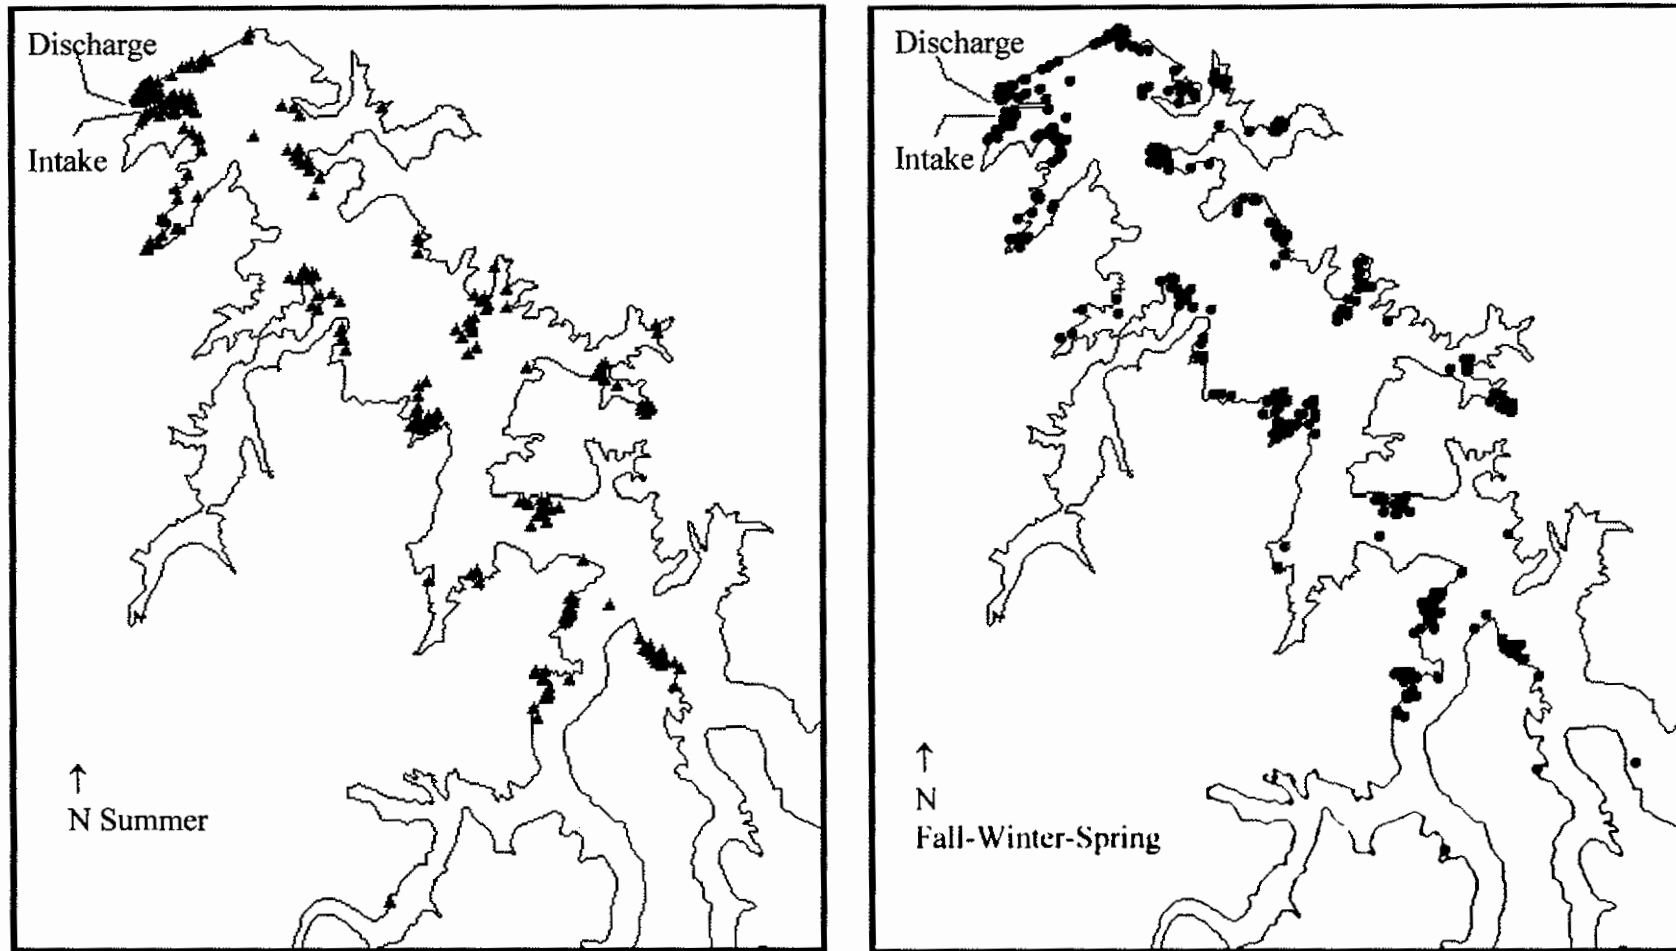 Discharge
Intake
↑
N Summer
Discharge
Intake
↑
N
Fall-Winter-Spring